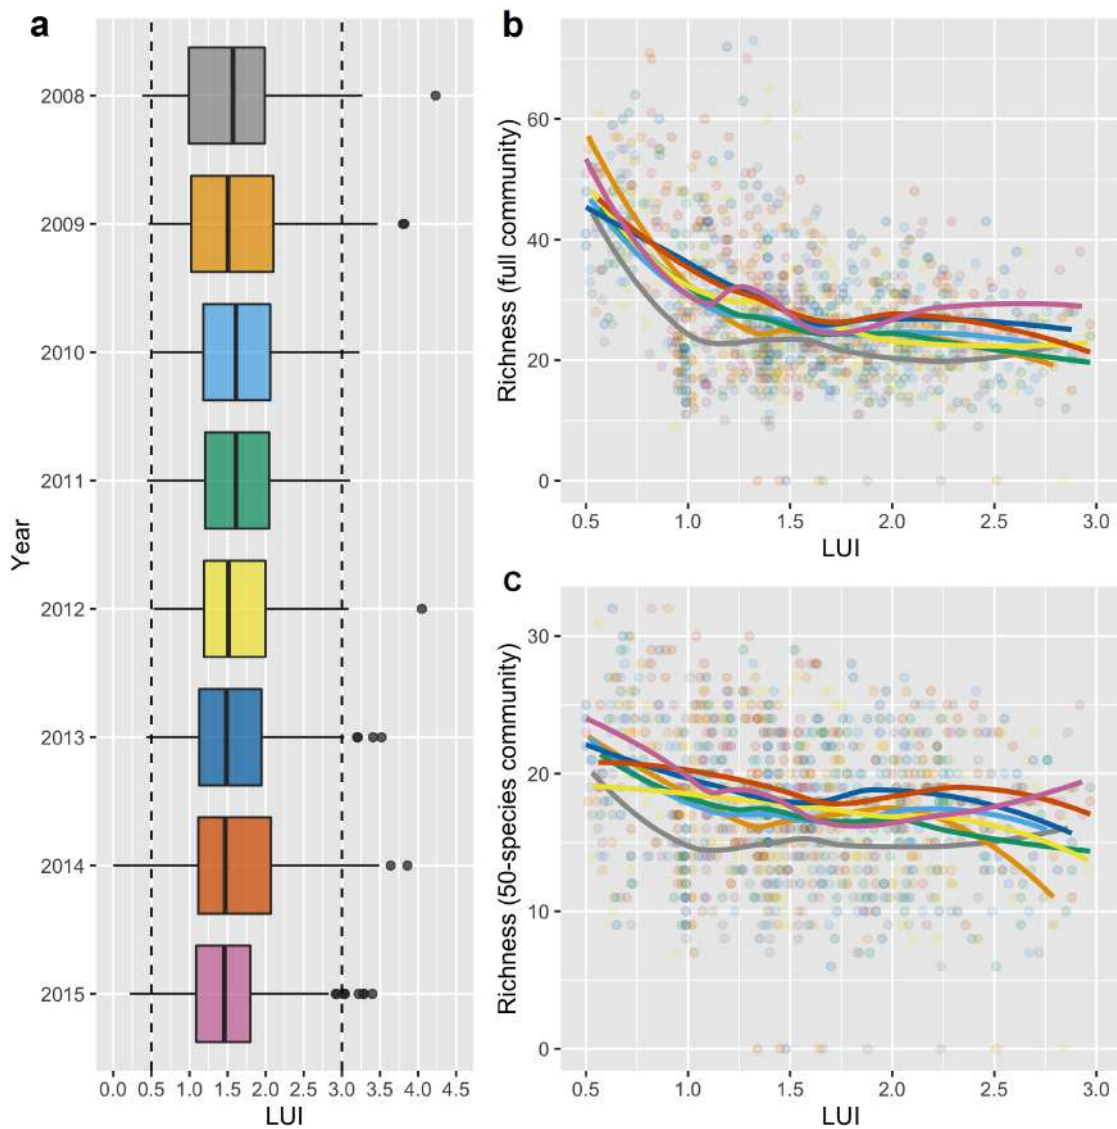 a
2008
2009
2010
2011
2012
2013
2014
2015
Year
0.0 0.5 1.0 1.5 2.0 2.5 3.0 3.5 4.0 4.5
LUI
b
Richness (full community)
60
40
20
0
0.5 1.0 1.5 2.0 2.5 3.0
LUI
c
Richness (50-species community)
30
20
10
0
0.5 1.0 1.5 2.0 2.5 3.0
LUI